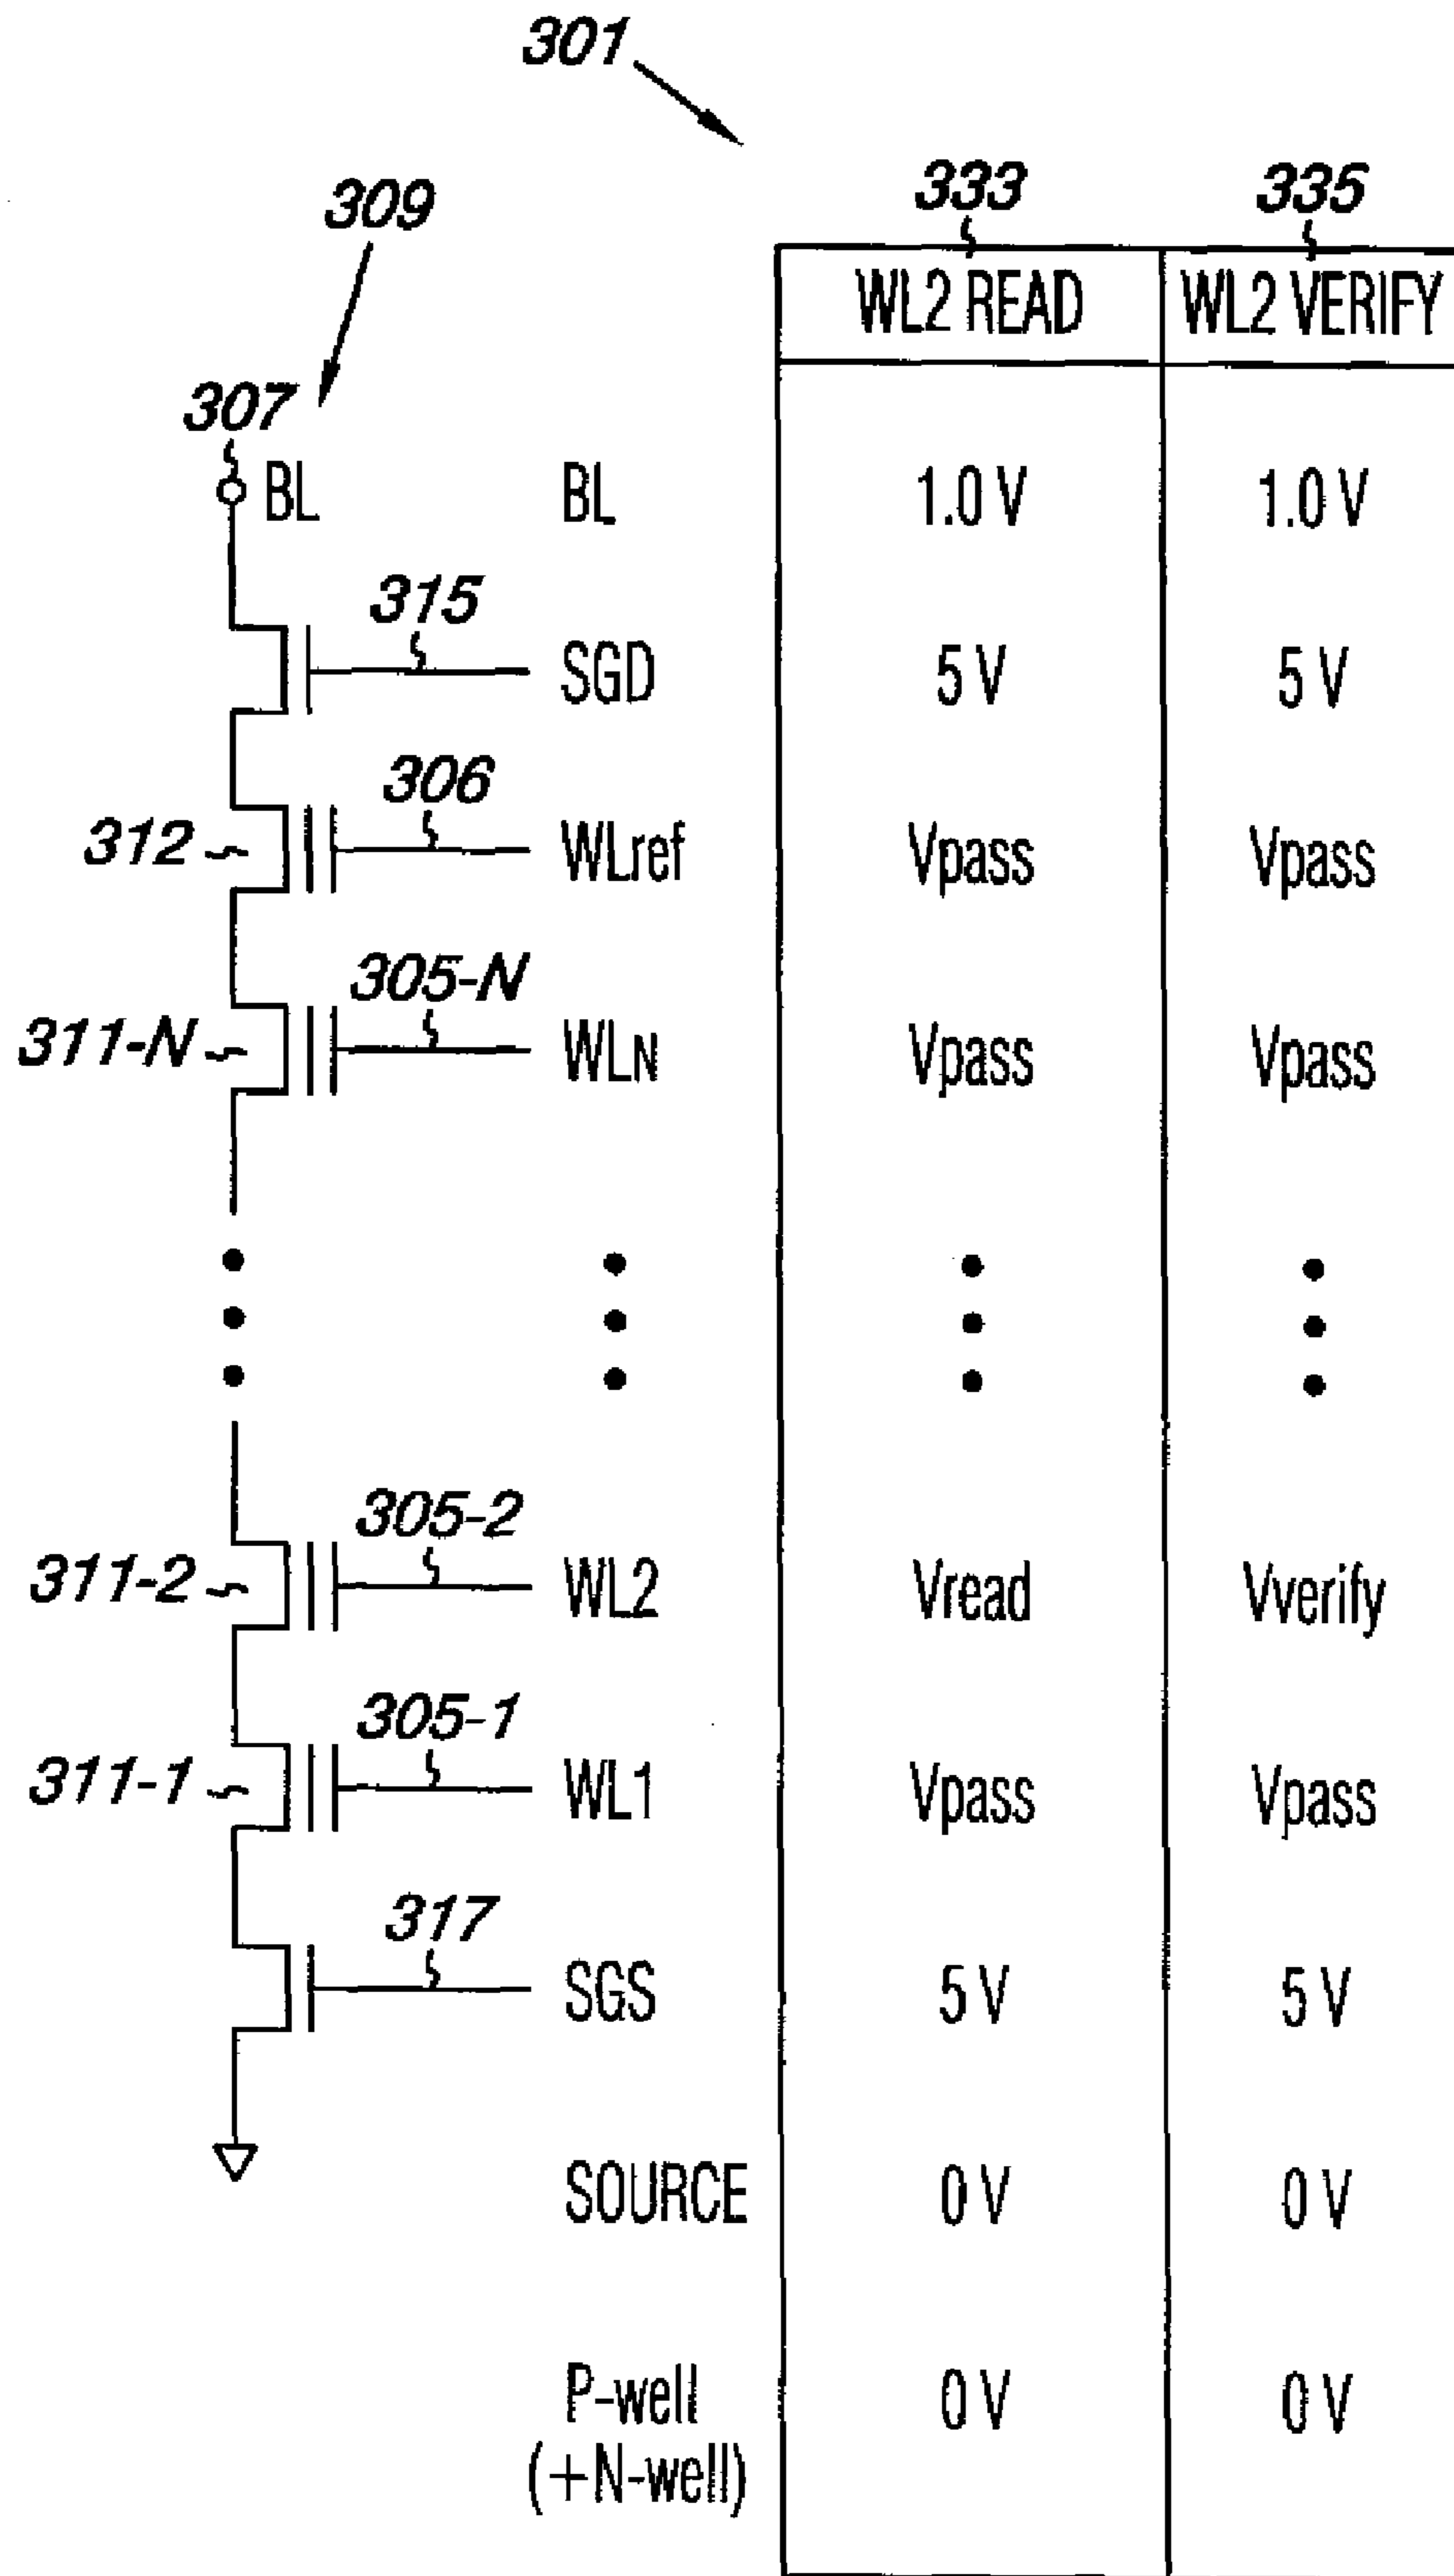 301
333 335
309
WL2 READ WL2 VERIFY
307
BL BL 1.0 V 1.0 V
315
SGD 5 V 5 V
306
312 WLref Vpass Vpass
305-N
311-N WLN Vpass Vpass
305-2
311-2 WL2 Vread Vverify
305-1
311-1 WL1 Vpass Vpass
317
SGS 5 V 5 V
SOURCE 0 V 0 V
P-well 0 V 0 V
(+N-well)